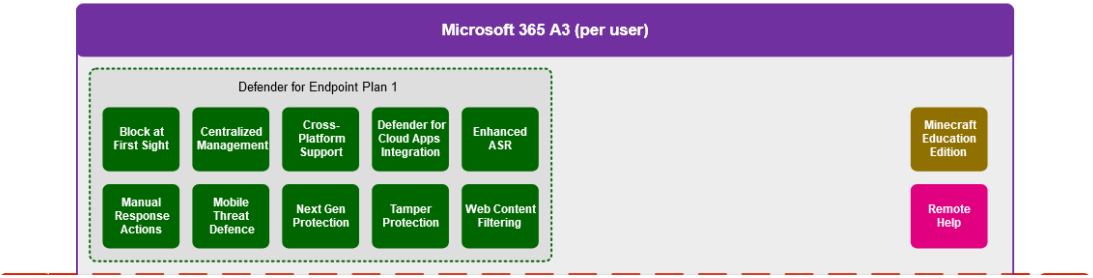 Microsoft 365 A3 (per user)
Defender for Endpoint Plan 1
Block at
First Sight
Centralized
Management
Cross-
Platform
Support
Defender for
Cloud Apps
Integration
Enhanced
ASR
Minecraft
Education
Edition
Manual
Response
Actions
Mobile
Threat
Defence
Next Gen
Protection
Tamper
Protection
Web Content
Filtering
Remote
Help